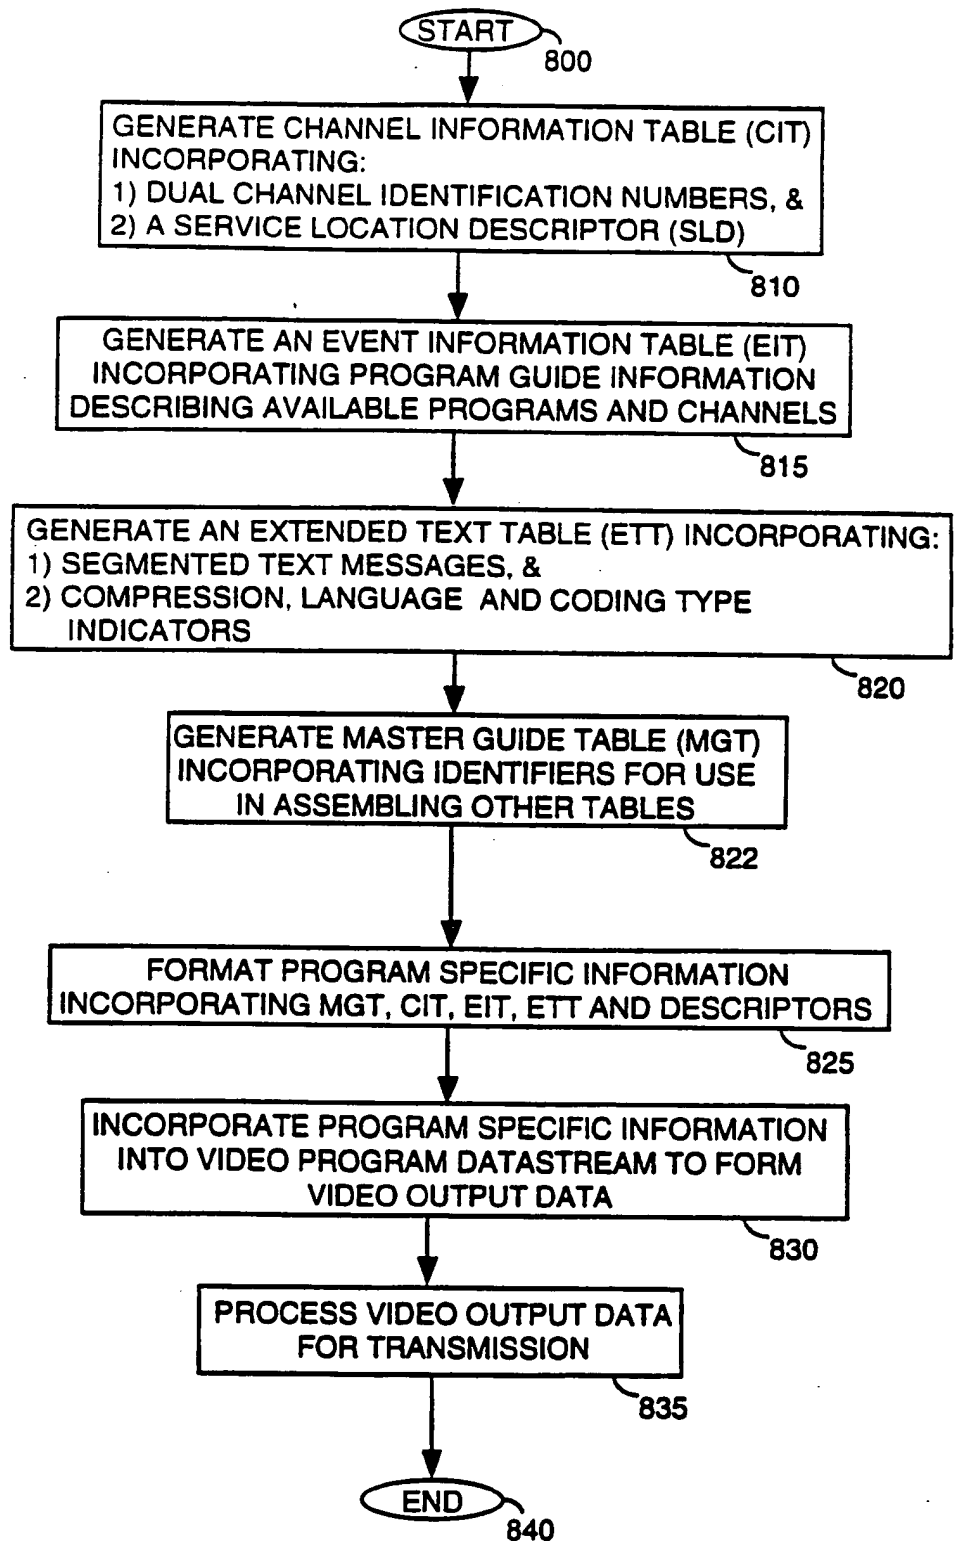 START
800
GENERATE CHANNEL INFORMATION TABLE (CIT)
INCORPORATING:
1) DUAL CHANNEL IDENTIFICATION NUMBERS, &
2) A SERVICE LOCATION DESCRIPTOR (SLD)
810
GENERATE AN EVENT INFORMATION TABLE (EIT)
INCORPORATING PROGRAM GUIDE INFORMATION
DESCRIBING AVAILABLE PROGRAMS AND CHANNELS
815
GENERATE AN EXTENDED TEXT TABLE (ETT) INCORPORATING:
1) SEGMENTED TEXT MESSAGES, &
2) COMPRESSION, LANGUAGE AND CODING TYPE
INDICATORS
820
GENERATE MASTER GUIDE TABLE (MGT)
INCORPORATING IDENTIFIERS FOR USE
IN ASSEMBLING OTHER TABLES
822
FORMAT PROGRAM SPECIFIC INFORMATION
INCORPORATING MGT, CIT, EIT, ETT AND DESCRIPTORS
825
INCORPORATE PROGRAM SPECIFIC INFORMATION
INTO VIDEO PROGRAM DATASTREAM TO FORM
VIDEO OUTPUT DATA
830
PROCESS VIDEO OUTPUT DATA
FOR TRANSMISSION
835
END
840